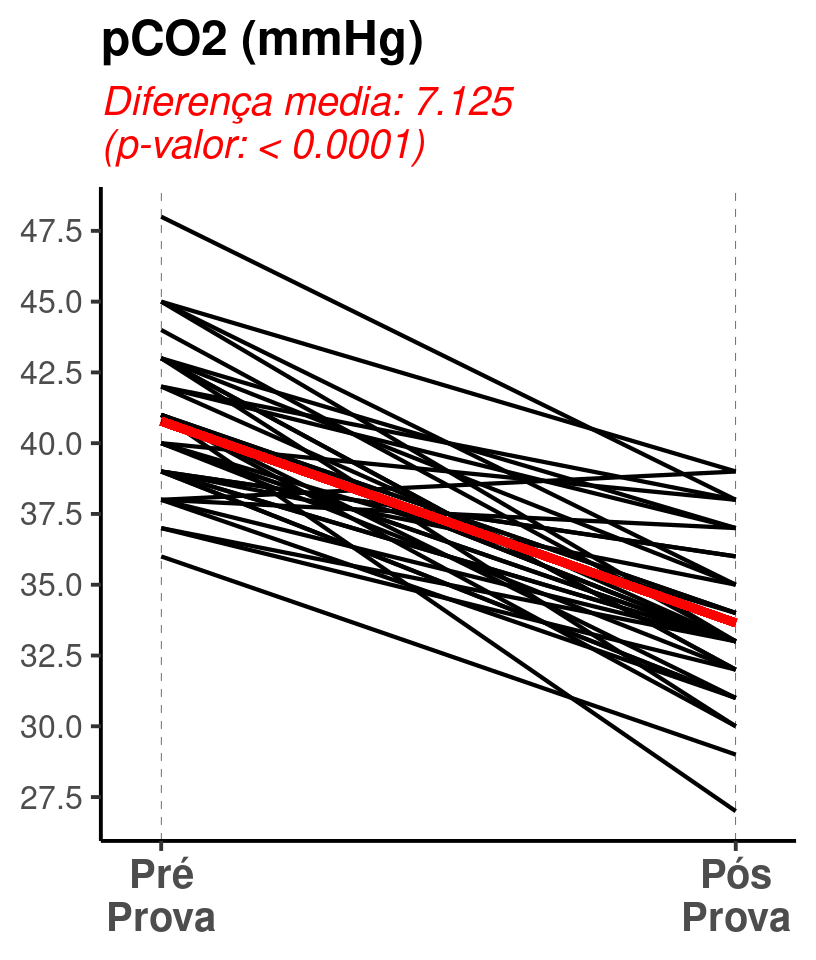 pCO2 (mmHg)
Diferença media: 7.125
(p-valor: < 0.0001)
47.5
45.0
42.5
40.0
37.5
35.0
32.5
30.0
27.5
Pré
Prova
Pós
Prova